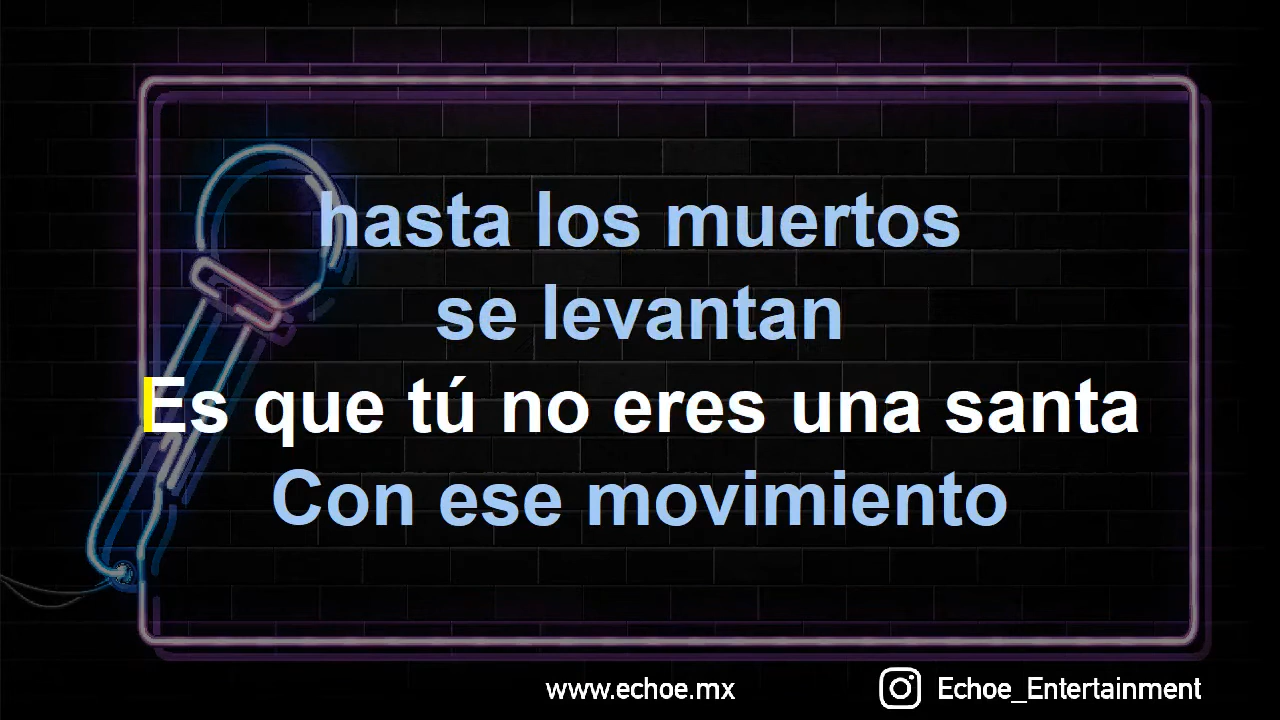 hasta los muertos
se levantan
Es que tú no eres una santa
Con ese movimiento
www.echoe.mx
Echoe_Entertainment